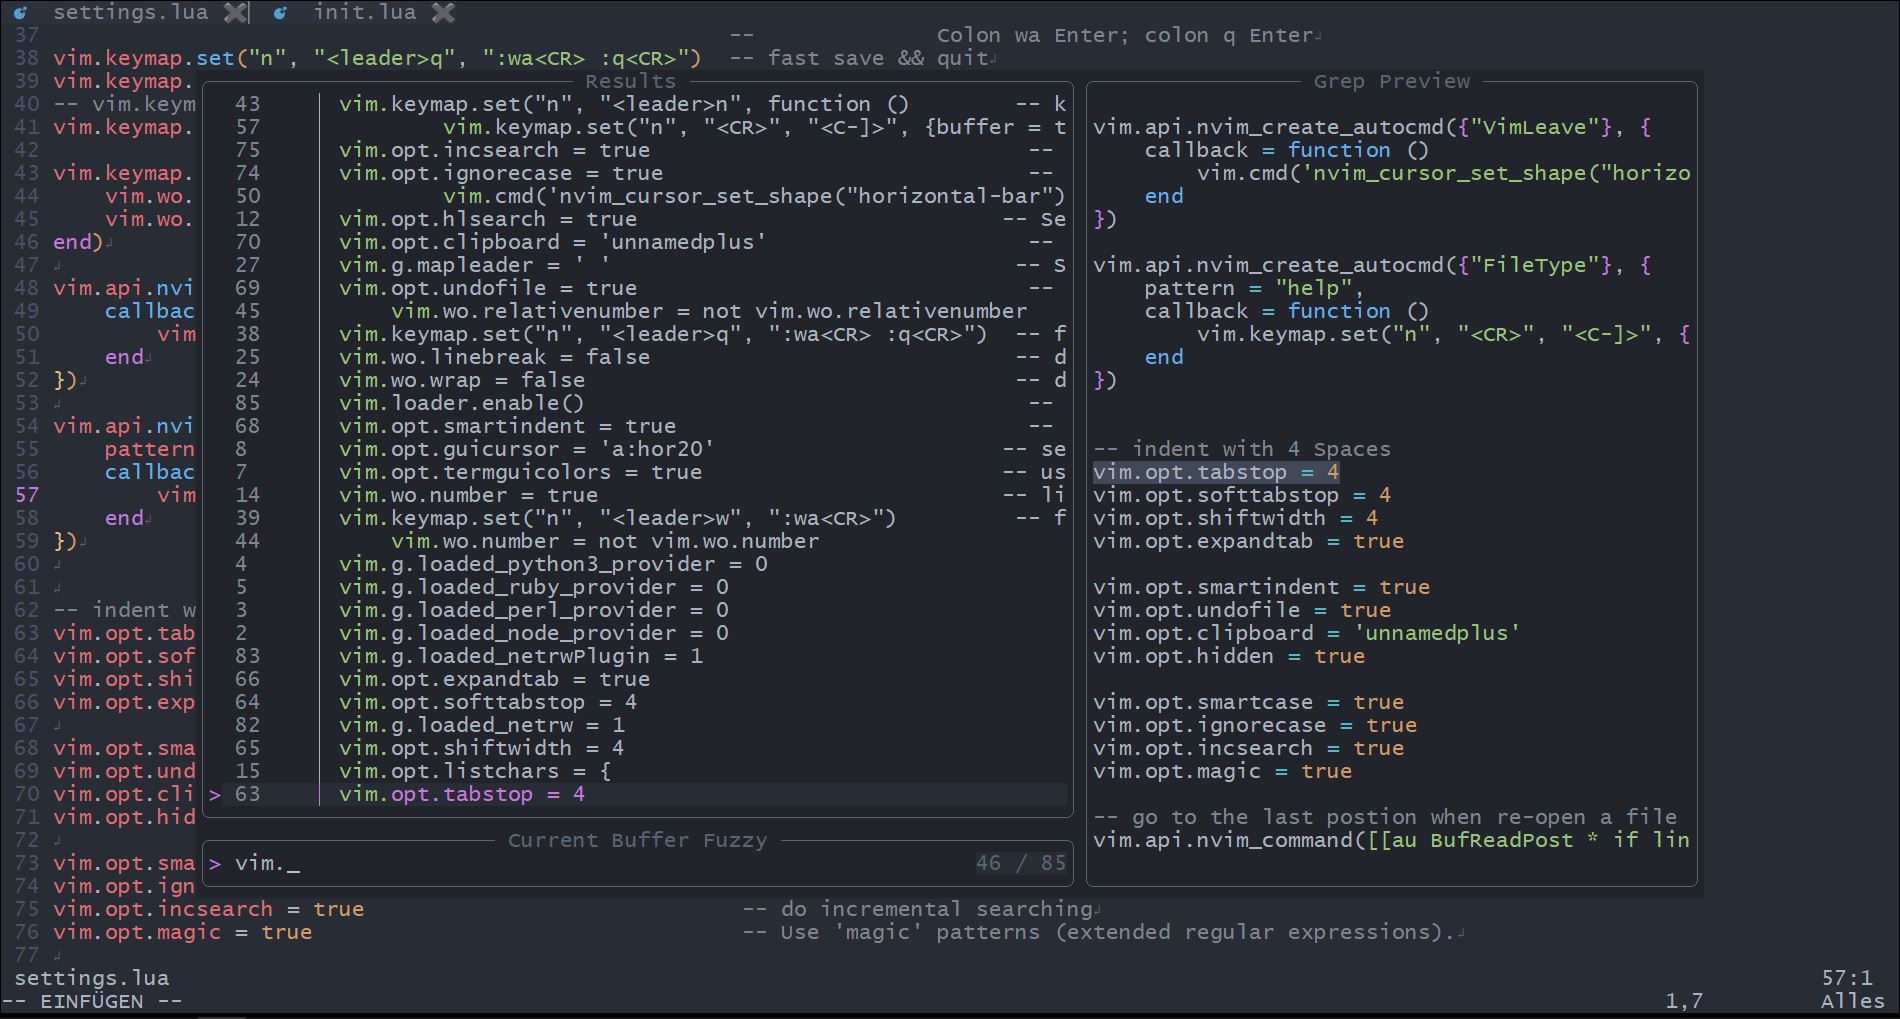 settings.lua ✖ init.lua ✖
37 -- Colon wa Enter; colon q Enter↲
38 vim.keymap.set("n", "<leader>q", ":wa<CR> :q<CR>") -- fast save && quit↲
39 vim.keymap.
40 -- vim.keym
41 vim.keymap.
42
43 vim.keymap.
44 vim.wo.
45 vim.wo.
46 end)↲
47 ↲
48 vim.api.nvi
49 callbac
50 vim
51 end↲
52 })↲
53 ↲
54 vim.api.nvi
55 pattern
56 callbac
57 vim
58 end↲
59 })↲
60 ↲
61 ↲
62 -- indent w
63 vim.opt.tab
64 vim.opt.sof
65 vim.opt.shi
66 vim.opt.exp
67 ↲
68 vim.opt.sma
69 vim.opt.und
70 vim.opt.cli
71 vim.opt.hid
72 ↲
73 vim.opt.sma
74 vim.opt.ign
75 vim.opt.incsearch = true -- do incremental searching↲
76 vim.opt.magic = true -- Use 'magic' patterns (extended regular expressions).↲
77 ↲
Results
43 vim.keymap.set("n", "<leader>n", function () -- k
57 vim.keymap.set("n", "<CR>", "<C-]>", {buffer = t
75 vim.opt.incsearch = true --
74 vim.opt.ignorecase = true --
50 vim.cmd('nvim_cursor_set_shape("horizontal-bar")
12 vim.opt.hlsearch = true -- Se
70 vim.opt.clipboard = 'unnamedplus' --
27 vim.g.mapleader = ' ' -- S
69 vim.opt.undofile = true --
45 vim.wo.relativenumber = not vim.wo.relativenumber
38 vim.keymap.set("n", "<leader>q", ":wa<CR> :q<CR>") -- f
25 vim.wo.linebreak = false -- d
24 vim.wo.wrap = false -- d
85 vim.loader.enable() --
68 vim.opt.smartindent = true --
8 vim.opt.guicursor = 'a:hor20' -- se
7 vim.opt.termguicolors = true -- us
14 vim.wo.number = true -- li
39 vim.keymap.set("n", "<leader>w", ":wa<CR>") -- f
44 vim.wo.number = not vim.wo.number
4 vim.g.loaded_python3_provider = 0
5 vim.g.loaded_ruby_provider = 0
3 vim.g.loaded_perl_provider = 0
2 vim.g.loaded_node_provider = 0
83 vim.g.loaded_netrwPlugin = 1
66 vim.opt.expandtab = true
64 vim.opt.softtabstop = 4
82 vim.g.loaded_netrw = 1
65 vim.opt.shiftwidth = 4
15 vim.opt.listchars = {
> 63 vim.opt.tabstop = 4
Current Buffer Fuzzy
> vim._ 46 / 85
Grep Preview
vim.api.nvim_create_autocmd({"VimLeave"}, {
callback = function ()
vim.cmd('nvim_cursor_set_shape("horizo
end
})
vim.api.nvim_create_autocmd({"FileType"}, {
pattern = "help",
callback = function ()
vim.keymap.set("n", "<CR>", "<C-]>", {
end
})
-- indent with 4 Spaces
vim.opt.tabstop = 4
vim.opt.softtabstop = 4
vim.opt.shiftwidth = 4
vim.opt.expandtab = true
vim.opt.smartindent = true
vim.opt.undofile = true
vim.opt.clipboard = 'unnamedplus'
vim.opt.hidden = true
vim.opt.smartcase = true
vim.opt.ignorecase = true
vim.opt.incsearch = true
vim.opt.magic = true
-- go to the last postion when re-open a file
vim.api.nvim_command([[au BufReadPost * if lin
settings.lua 57:1
-- EINFÜGEN -- 1,7 Alles